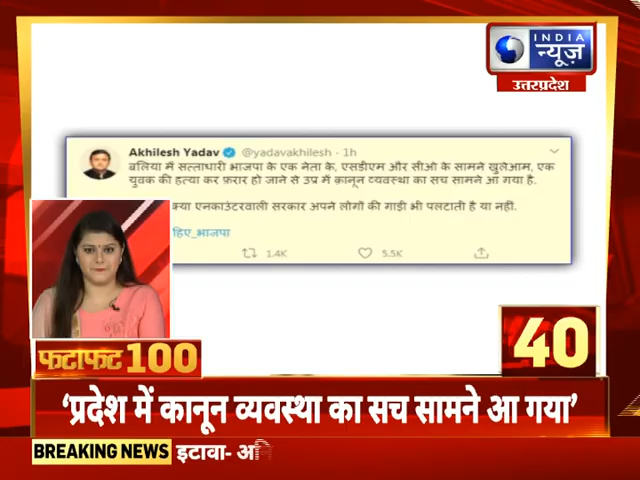 INDIA
न्यूज़
उत्तरप्रदेश
Akhilesh Yadav @yadavakhilesh · 1h
बलिया में सत्ताधारी भाजपा के एक नेता के, एसडीएम और सीओ के सामने खुलेआम, एक
युवक की हत्या कर फ़रार हो जाने से उप्र में क़ानून व्यवस्था का सच सामने आ गया है.
क्या एनकाउंटरवाली सरकार अपने लोगों की गाड़ी भी पलटाती है या नहीं.
हिए_भाजपा
1.4K 5.5K
फटाफट 100
40
‘प्रदेश में कानून व्यवस्था का सच सामने आ गया’
BREAKING NEWS इटावा-